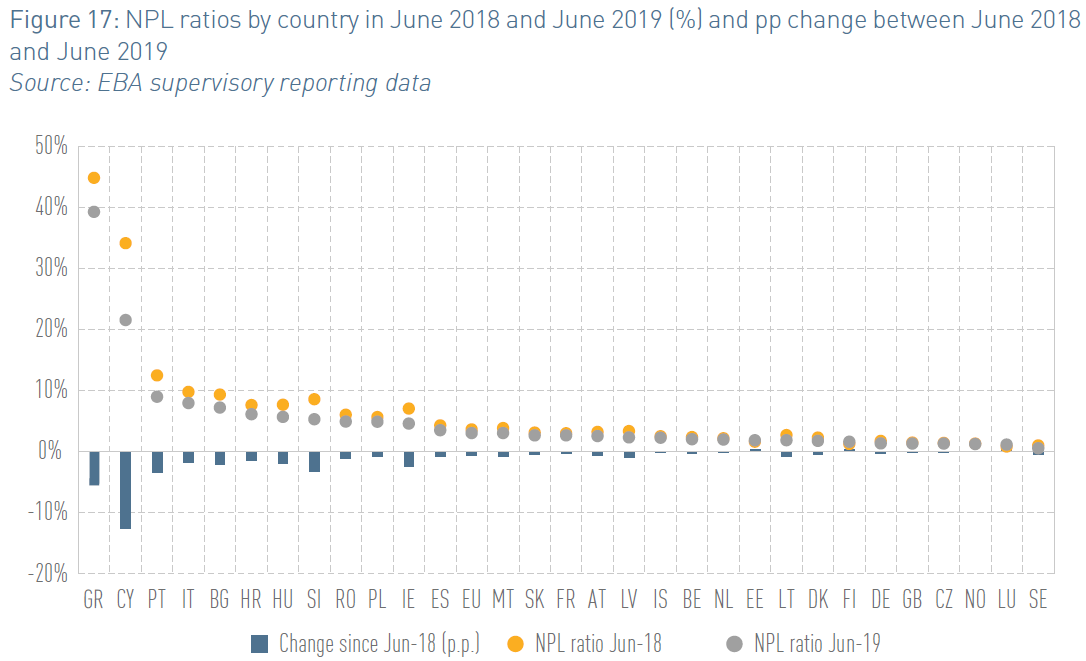 Figure 17: NPL ratios by country in June 2018 and June 2019 (%) and pp change between June 2018
and June 2019
Source: EBA supervisory reporting data
50%
40%
30%
20%
10%
0%
-10%
-20%
GR CY PT IT BG HR HU SI RO PL IE ES EU MT SK FR AT LV IS BE NL EE LT DK FI DE GB CZ NO LU SE
Change since Jun-18 (p.p.) NPL ratio Jun-18 NPL ratio Jun-19